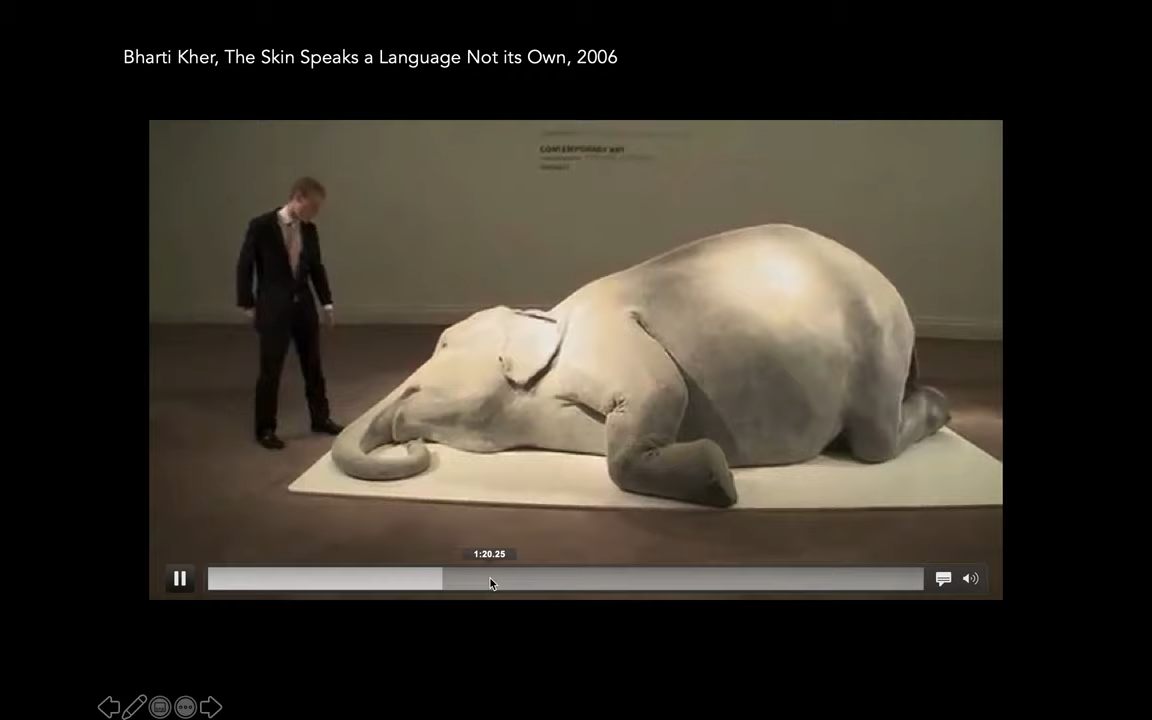 Bharti Kher, The Skin Speaks a Language Not its Own, 2006
CONTEMPORARY ART
1:20.25